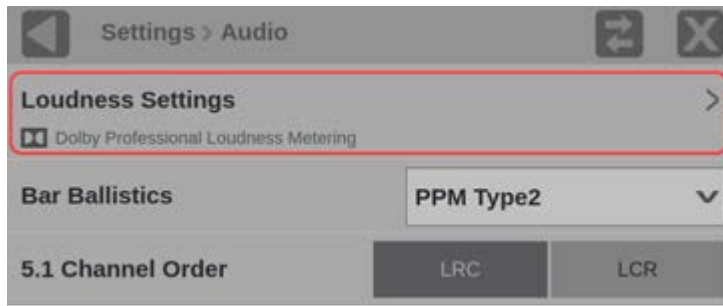 Settings > Audio
Loudness Settings
Dolby Professional Loudness Metering
Bar Ballistics PPM Type2
5.1 Channel Order LRC LCR